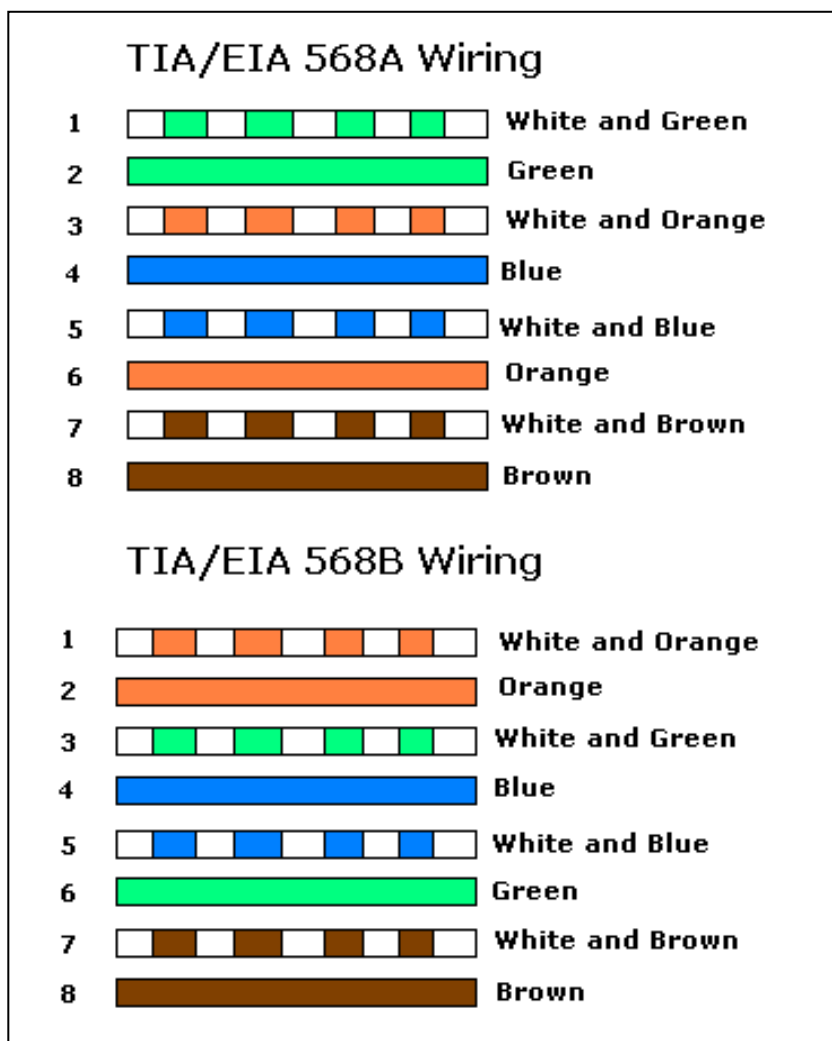 TIA/EIA 568A Wiring
1 White and Green
2 Green
3 White and Orange
4 Blue
5 White and Blue
6 Orange
7 White and Brown
8 Brown
TIA/EIA 568B Wiring
1 White and Orange
2 Orange
3 White and Green
4 Blue
5 White and Blue
6 Green
7 White and Brown
8 Brown